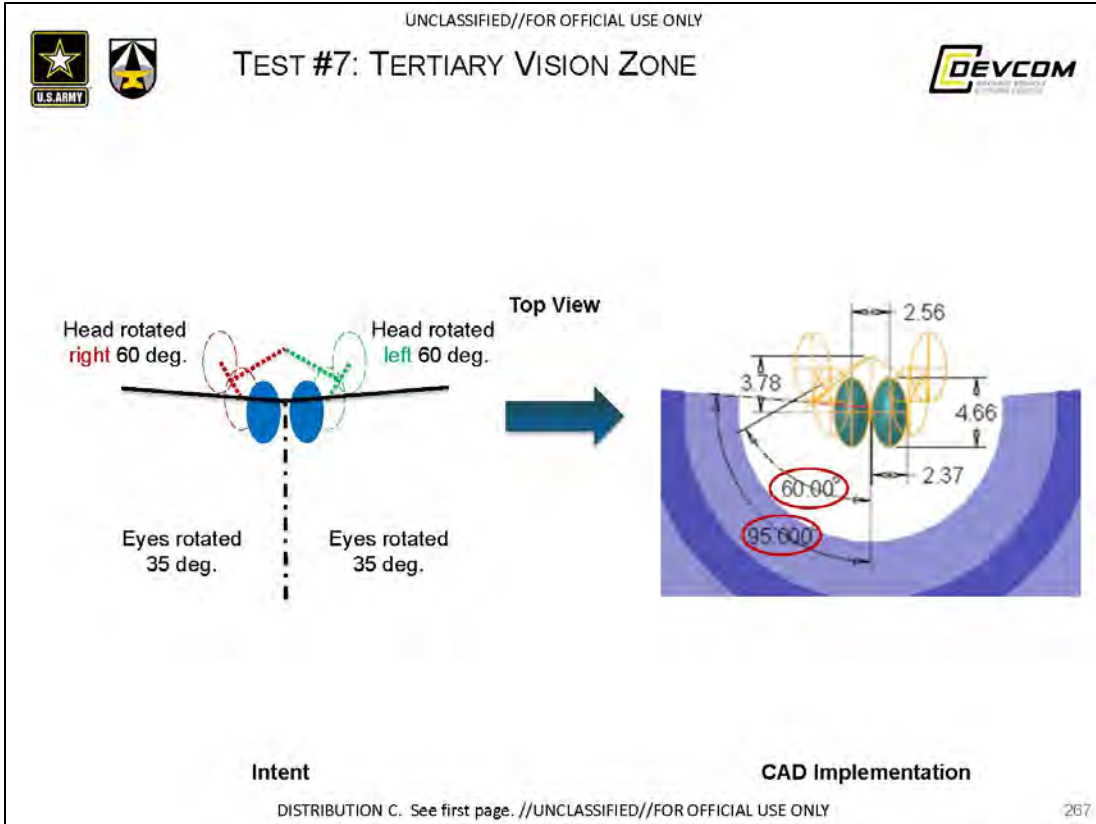 UNCLASSIFIED//FOR OFFICIAL USE ONLY
TEST #7: TERTIARY VISION ZONE
U.S.ARMY
DEVCOM
Top View
Head rotated
right 60 deg.
Head rotated
left 60 deg.
Eyes rotated
35 deg.
Eyes rotated
35 deg.
2.56
3.78
4.66
2.37
60.00°
95.000
Intent
CAD Implementation
DISTRIBUTION C. See first page. //UNCLASSIFIED//FOR OFFICIAL USE ONLY
267